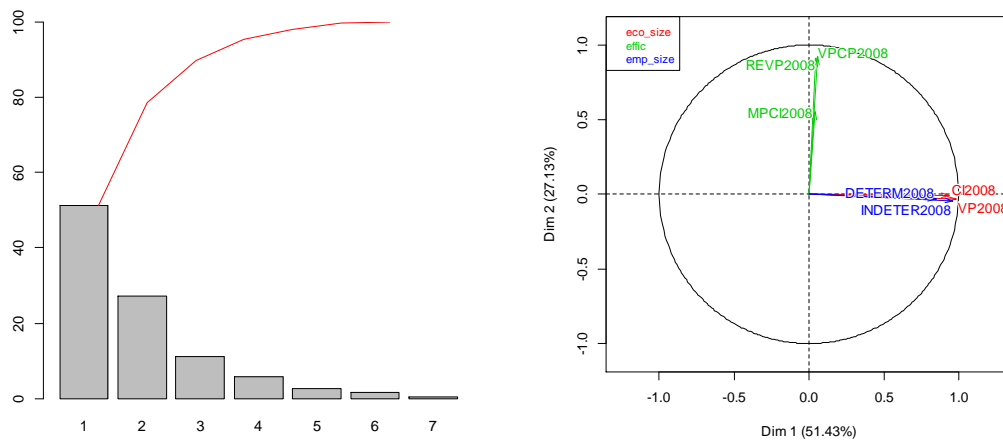 100
80
60
40
20
0
1 2 3 4 5 6 7
eco_size
effic
emp_size
VPCP2008
REVP2008
MPCI2008
DETERM2008
CI2008
INDETER2008
VP2008
Dim 2 (27.13%)
1.0
0.5
0.0
-0.5
-1.0
-1.0 -0.5 0.0 0.5 1.0
Dim 1 (51.43%)